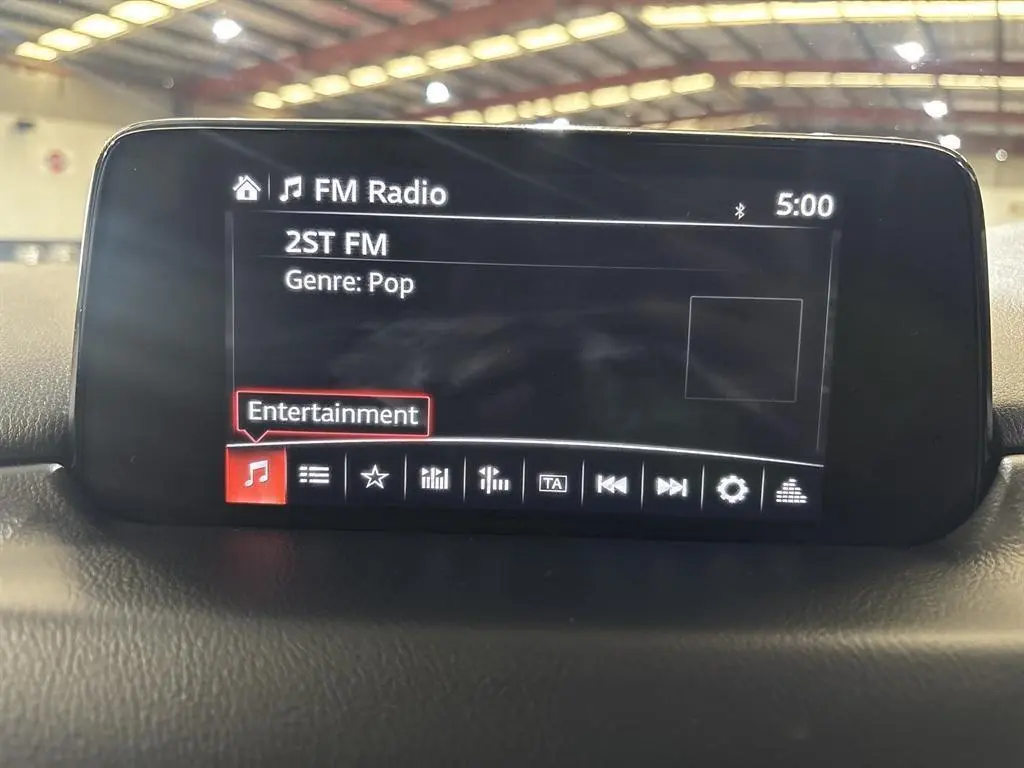 FM Radio
5:00
2ST FM
Genre: Pop
Entertainment
TA